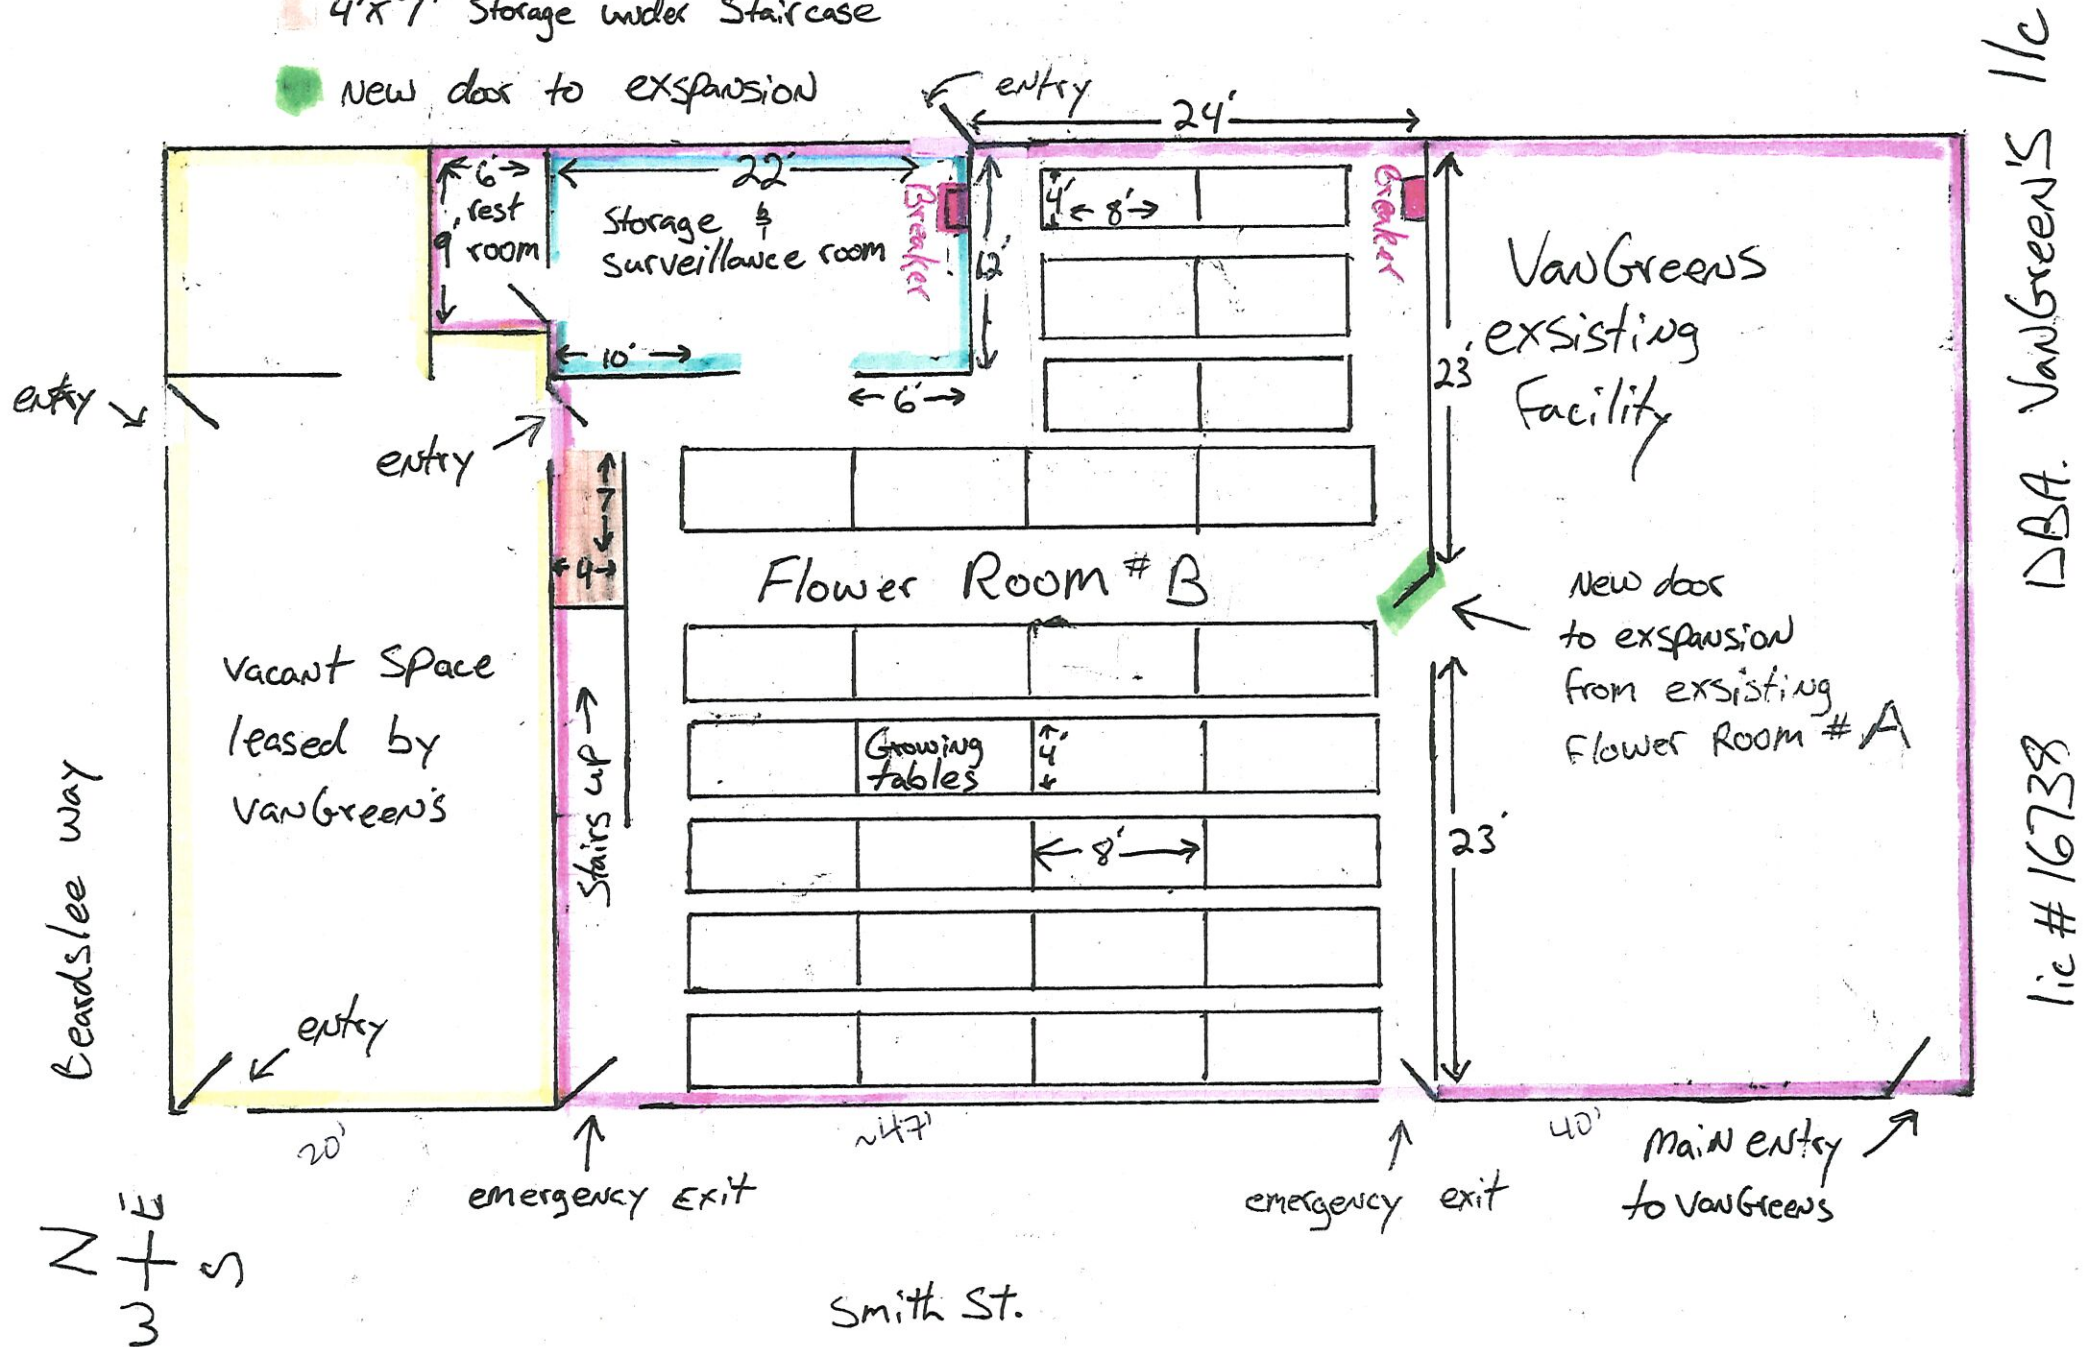 4'x7' Storage under Staircase
New door to exspansion
entry
24'
6'
rest
room
9'
22'
Storage &
Surveillance room
Breaker
12'
4'
8'
Breaker
23'
VanGreens
exsisting
Facility
10'
6'
entry
entry
7
4
Flower Room # B
New door
to exspansion
from exsisting
Flower Room # A
Vacant Space
leased by
VanGreen's
Stairs up
Growing
tables
4'
8'
23'
entry
20'
~47'
40'
emergency Exit
emergency exit
Main entry
to VanGreens
Beardslee way
N
E
S
W
Smith St.
lic # 16738 DBA. VanGreen's llc